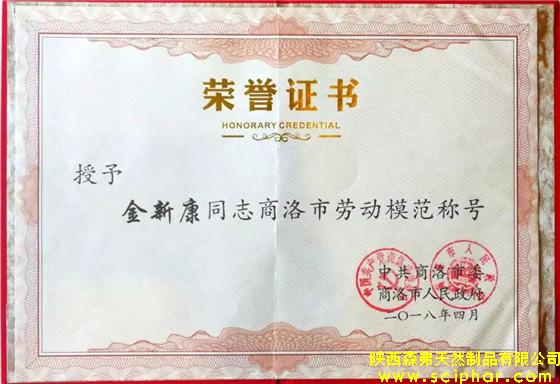 荣誉证书
HONORARY CREDENTIAL
授予
金新康同志商洛市劳动模范称号
中共商洛市委
商洛市人民政府
二〇一八年四月
陕西森弗天然制品有限公司
www.sciphar.com